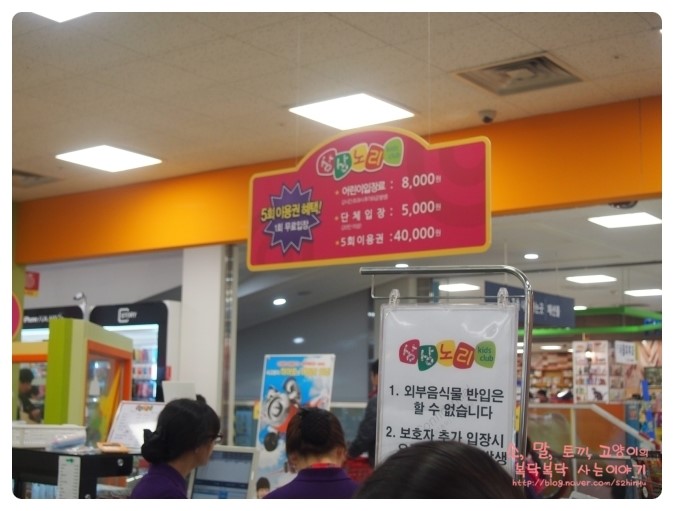 상상노리
어린이입장료 : 8,000원
5회 이용권 혜택!
1회 무료입장
단체입장 : 5,000원
5회이용권 : 40,000원
상상노리 kids club
1. 외부음식물 반입은
할 수 없습니다
2. 보호자 추가 입장시
소, 말, 토끼, 고양이의
복닥복닥 사는이야기